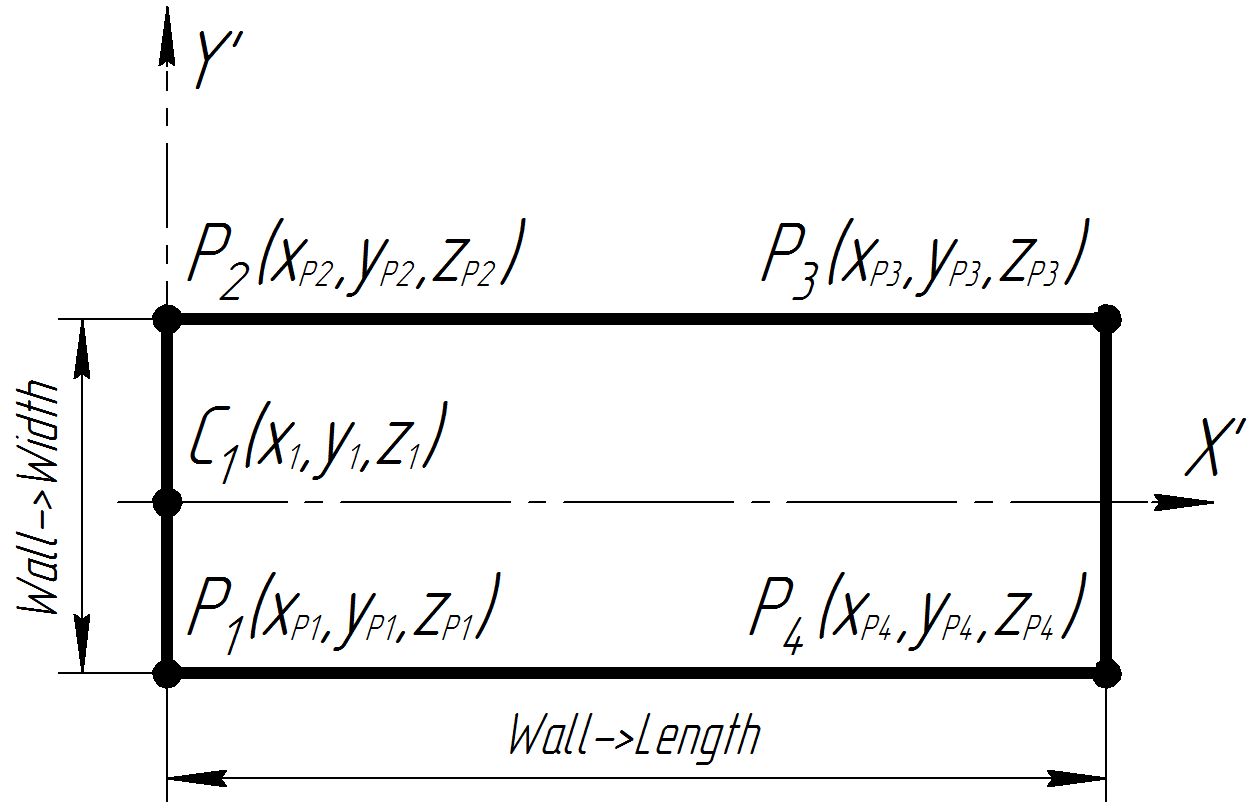 Y'
P2(xP2,yP2,zP2) P3(xP3,yP3,zP3)
Wall->Width
C1(x1,y1,z1)
X'
P1(xP1,yP1,zP1) P4(xP4,yP4,zP4)
Wall->Length